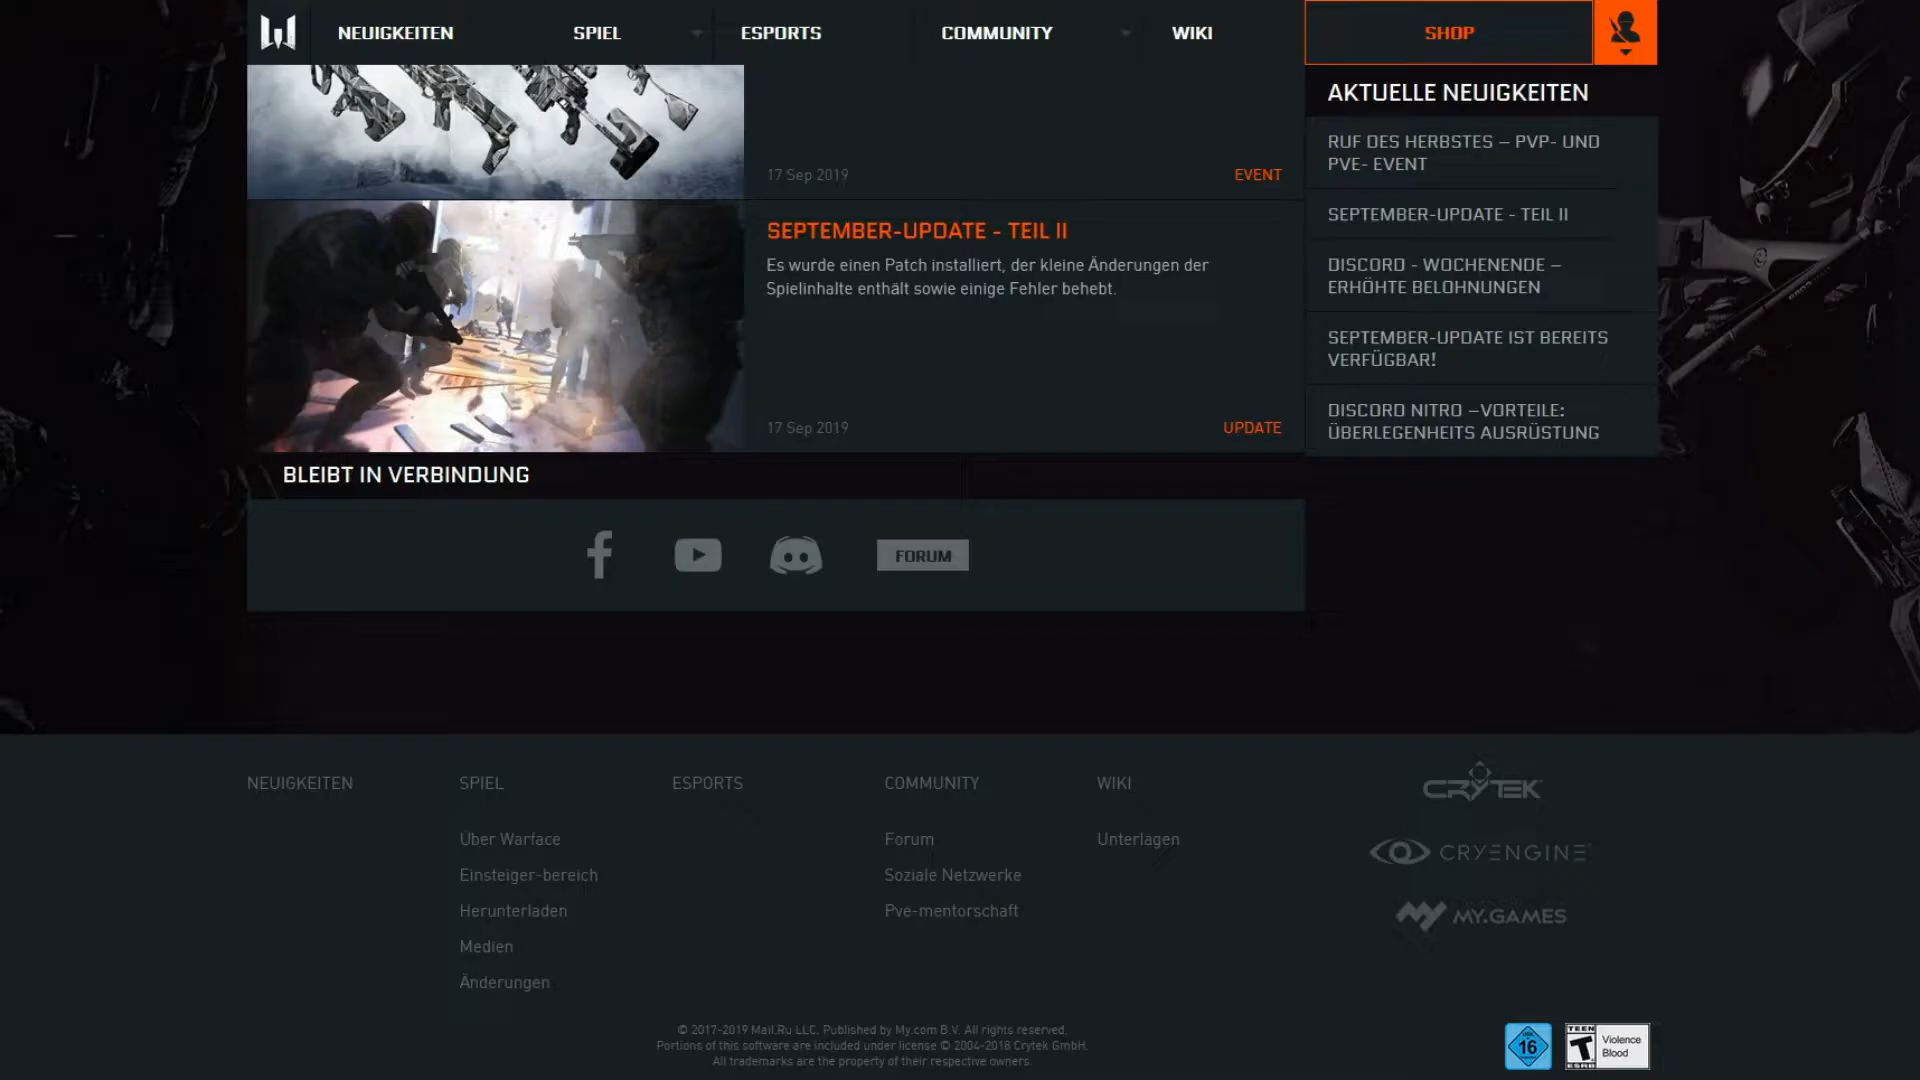 NEUIGKEITEN
SPIEL
ESPORTS
COMMUNITY
WIKI
SHOP
17 Sep 2019
EVENT
SEPTEMBER-UPDATE - TEIL II
Es wurde einen Patch installiert, der kleine Änderungen der
Spielinhalte enthält sowie einige Fehler behebt.
17 Sep 2019
UPDATE
AKTUELLE NEUIGKEITEN
RUF DES HERBSTES – PVP- UND
PVE- EVENT
SEPTEMBER-UPDATE - TEIL II
DISCORD - WOCHENENDE –
ERHÖHTE BELOHNUNGEN
SEPTEMBER-UPDATE IST BEREITS
VERFÜGBAR!
DISCORD NITRO –VORTEILE:
ÜBERLEGENHEITS AUSRÜSTUNG
BLEIBT IN VERBINDUNG
FORUM
NEUIGKEITEN
SPIEL
Uber Warface
Einsteiger-bereich
Herunterladen
Medien
Änderungen
ESPORTS
COMMUNITY
Forum
Soziale Netzwerke
Pve-mentorschaft
WIKI
Unterlagen
CRYTEK
CRYENGINE
MY.GAMES
© 2017-2019 Mail.Ru LLC. Published by My.com B.V. All rights reserved.
Portions of this software are included under license © 2004-2018 Crytek GmbH.
All trademarks are the property of their respective owners.
16
TEEN
T
ESRB
Violence
Blood